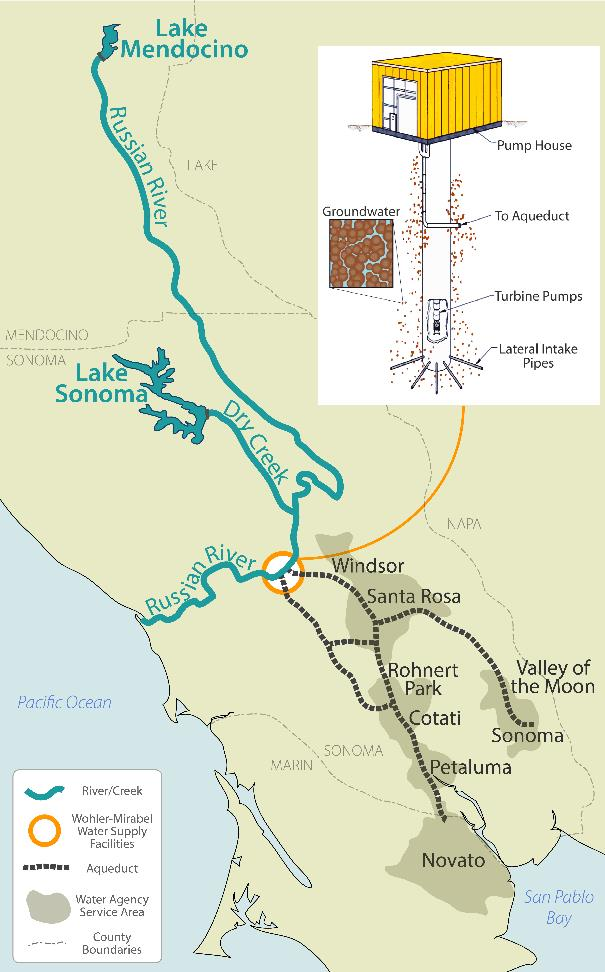 Lake
Mendocino
Russian River
LAKE
Pump House
To Aqueduct
Groundwater
Turbine Pumps
Lateral Intake
Pipes
MENDOCINO
SONOMA
Lake
Sonoma
Dry Creek
NAPA
Russian River
Windsor
Santa Rosa
Rohnert
Park
Valley of
the Moon
Cotati
Sonoma
Pacific Ocean
SONOMA
MARIN
Petaluma
Novato
San Pablo
Bay
River/Creek
Wohler-Mirabel
Water Supply
Facilities
Aqueduct
Water Agency
Service Area
County
Boundaries